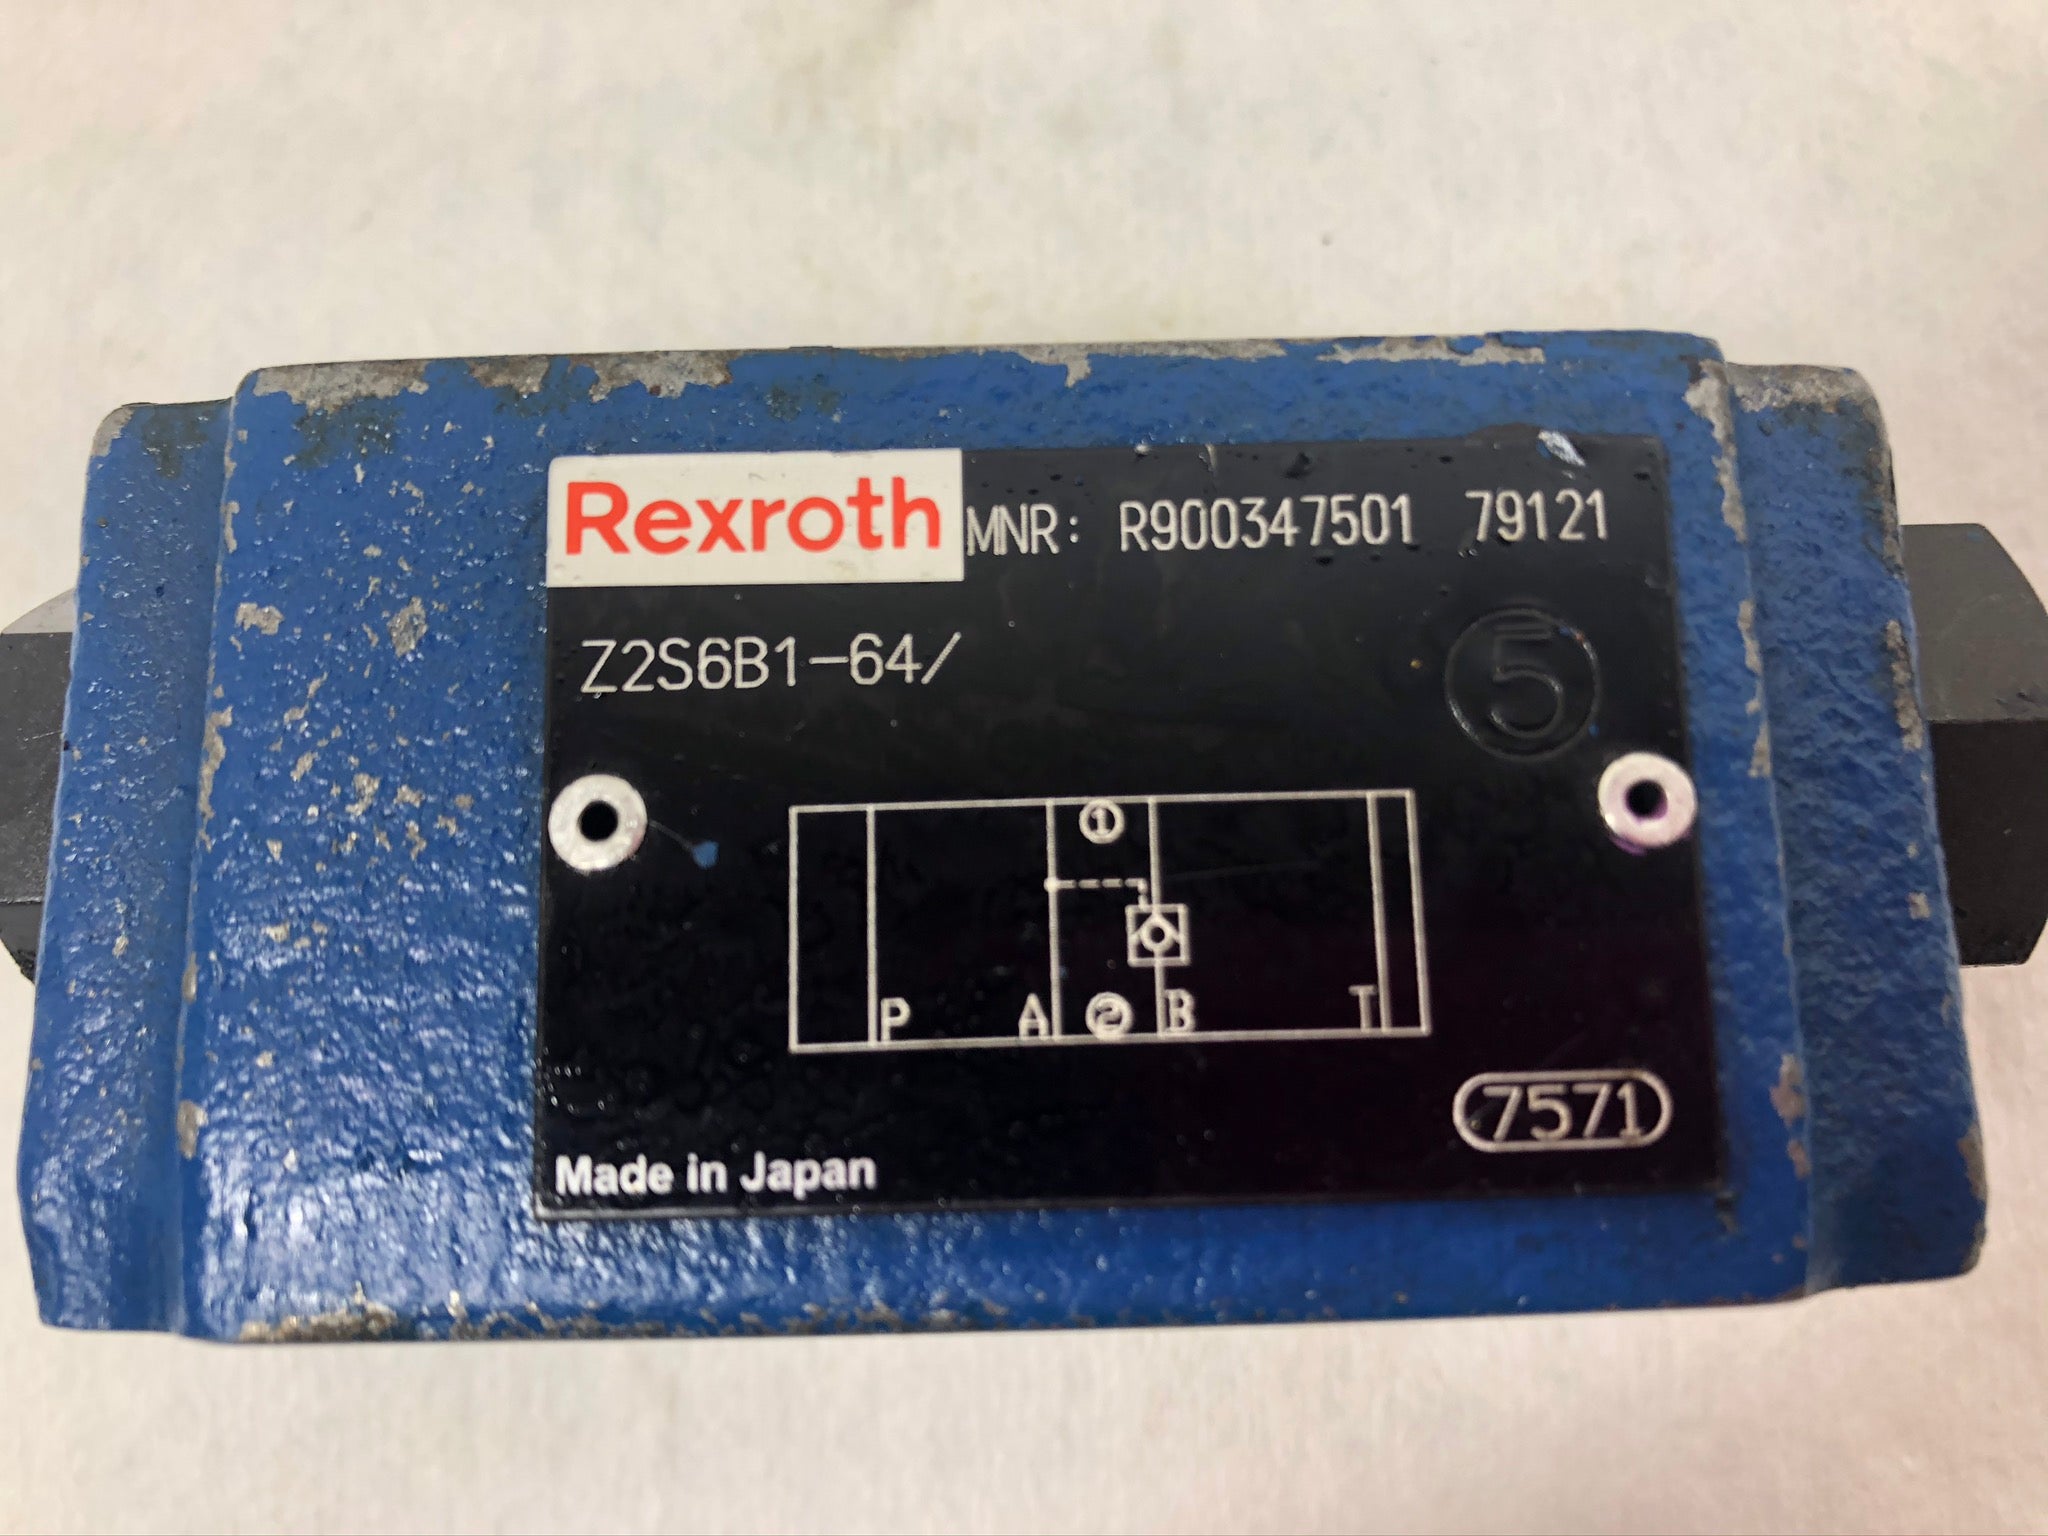 Rexroth MNR: R900347501 79121
Z2S6B1-64/
5
1
P A 2 B T
7571
Made in Japan